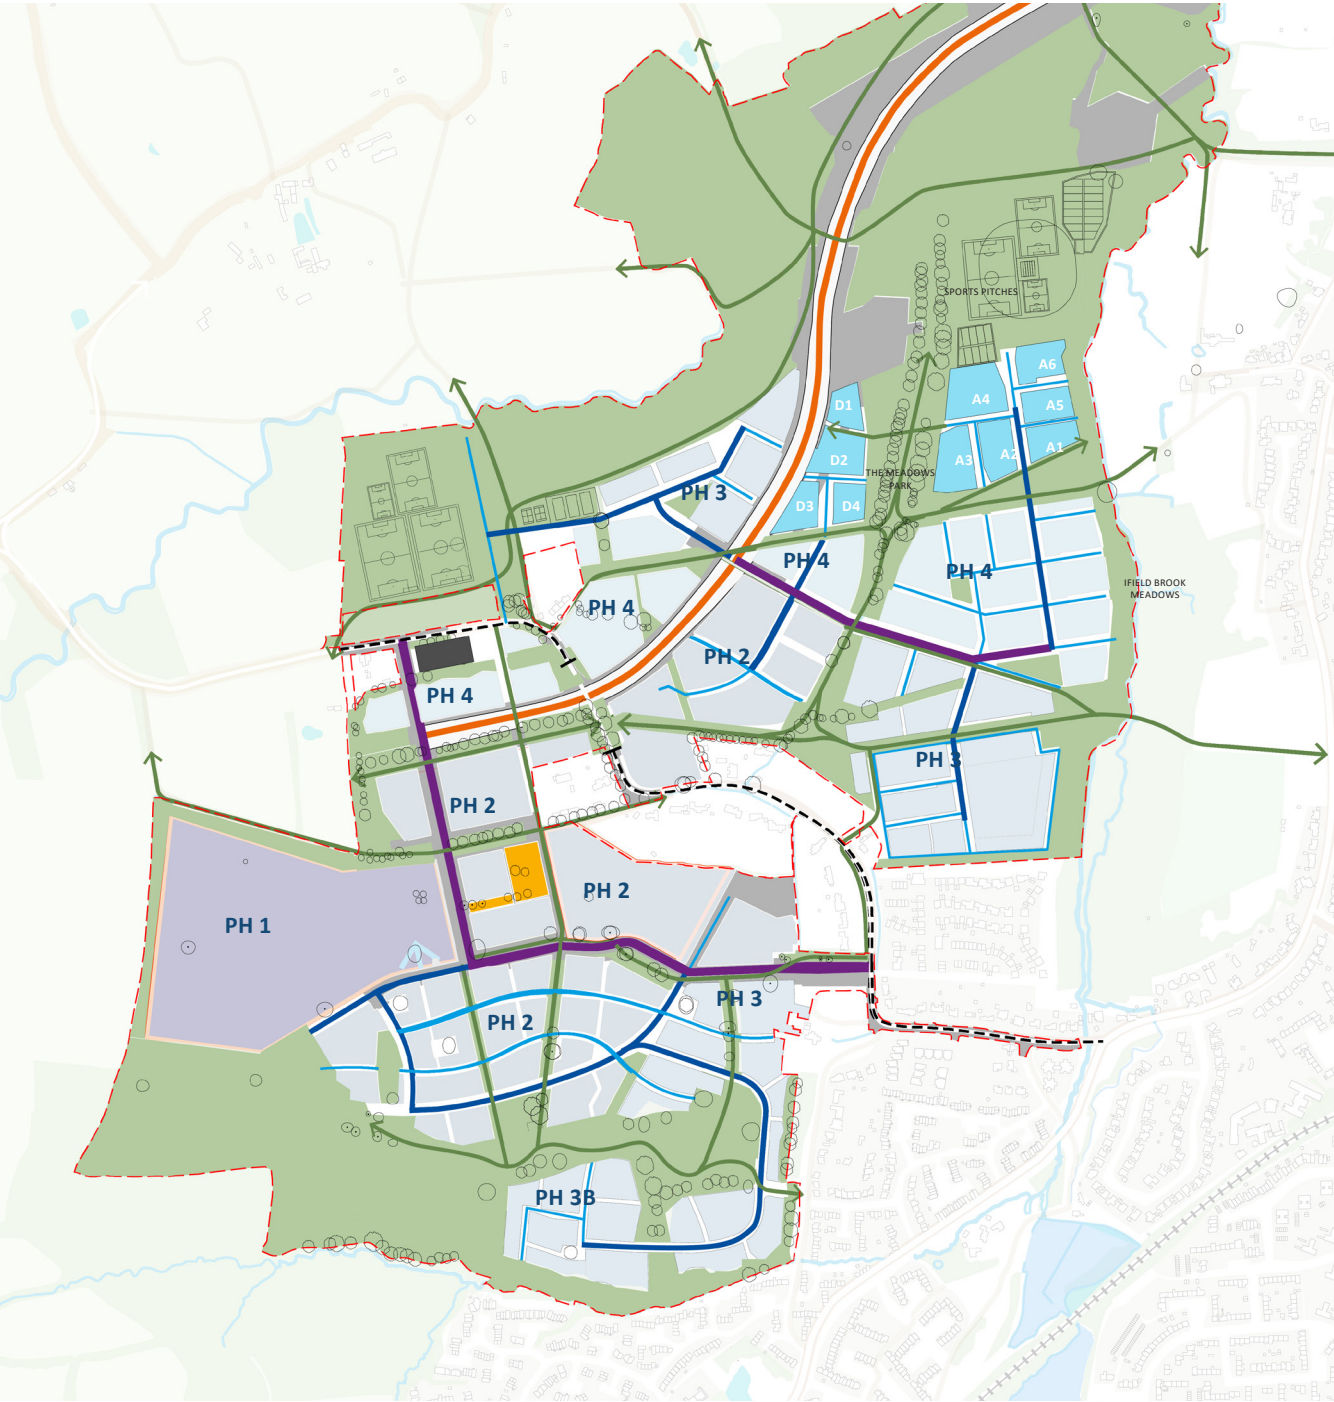 SPORTS PITCHES
A6
D1
A4
A5
A1
A2
A3
D2
THE MEADOWS
PARK
PH 3
D3
D4
PH 4
PH 4
IFIELD BROOK
MEADOWS
PH 4
PH 2
PH 4
PH 3
PH 2
PH 2
PH 1
PH 3
PH 2
PH 3B